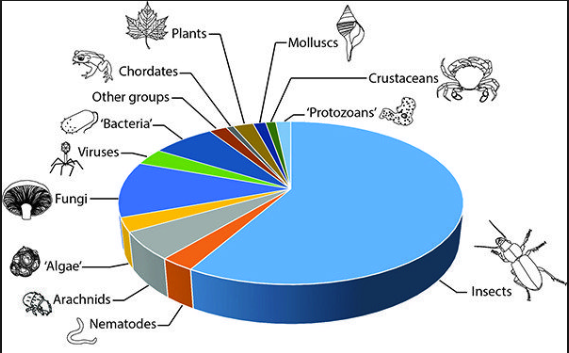 Plants
Molluscs
Chordates
Crustaceans
Other groups
'Protozoans'
'Bacteria'
Viruses
Fungi
'Algae'
Arachnids
Nematodes
Insects